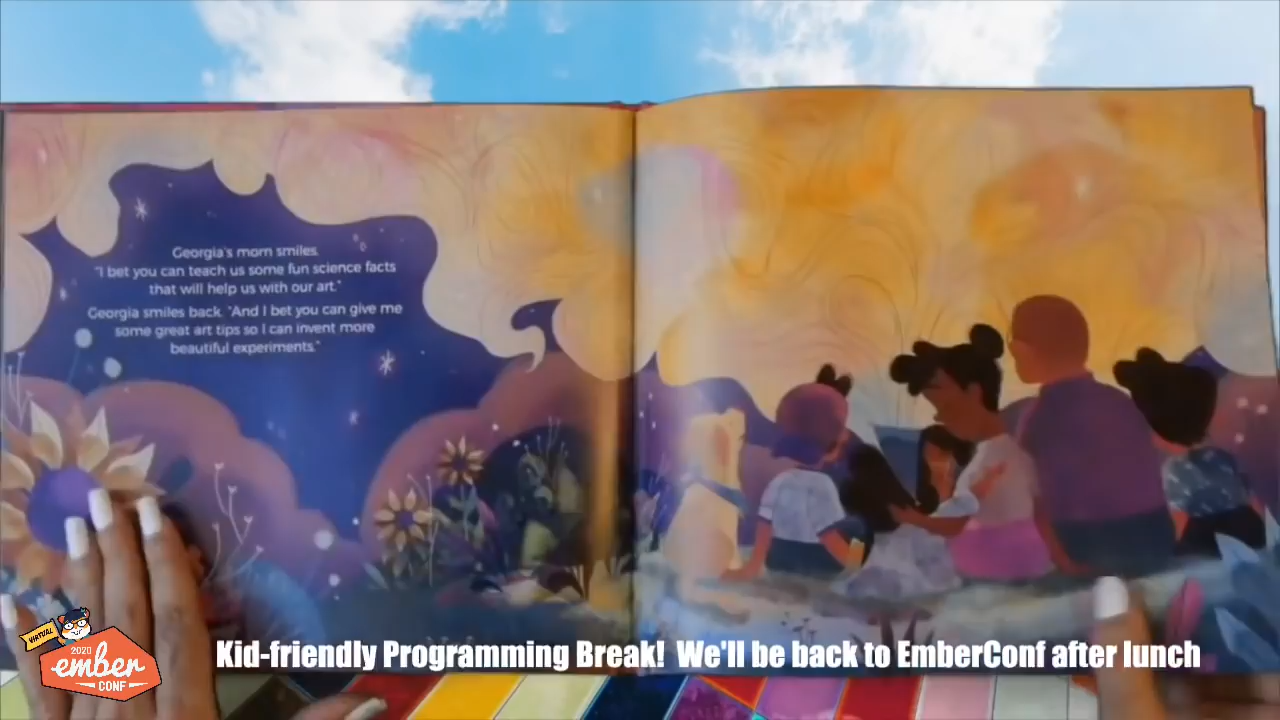 Georgia's mom smiles.
"I bet you can teach us some fun science facts
that will help us with our art."
Georgia smiles back. "And I bet you can give me
some great art tips so I can invent more
beautiful experiments."
VIRTUAL
2020
ember
CONF
Kid-friendly Programming Break! We'll be back to EmberConf after lunch